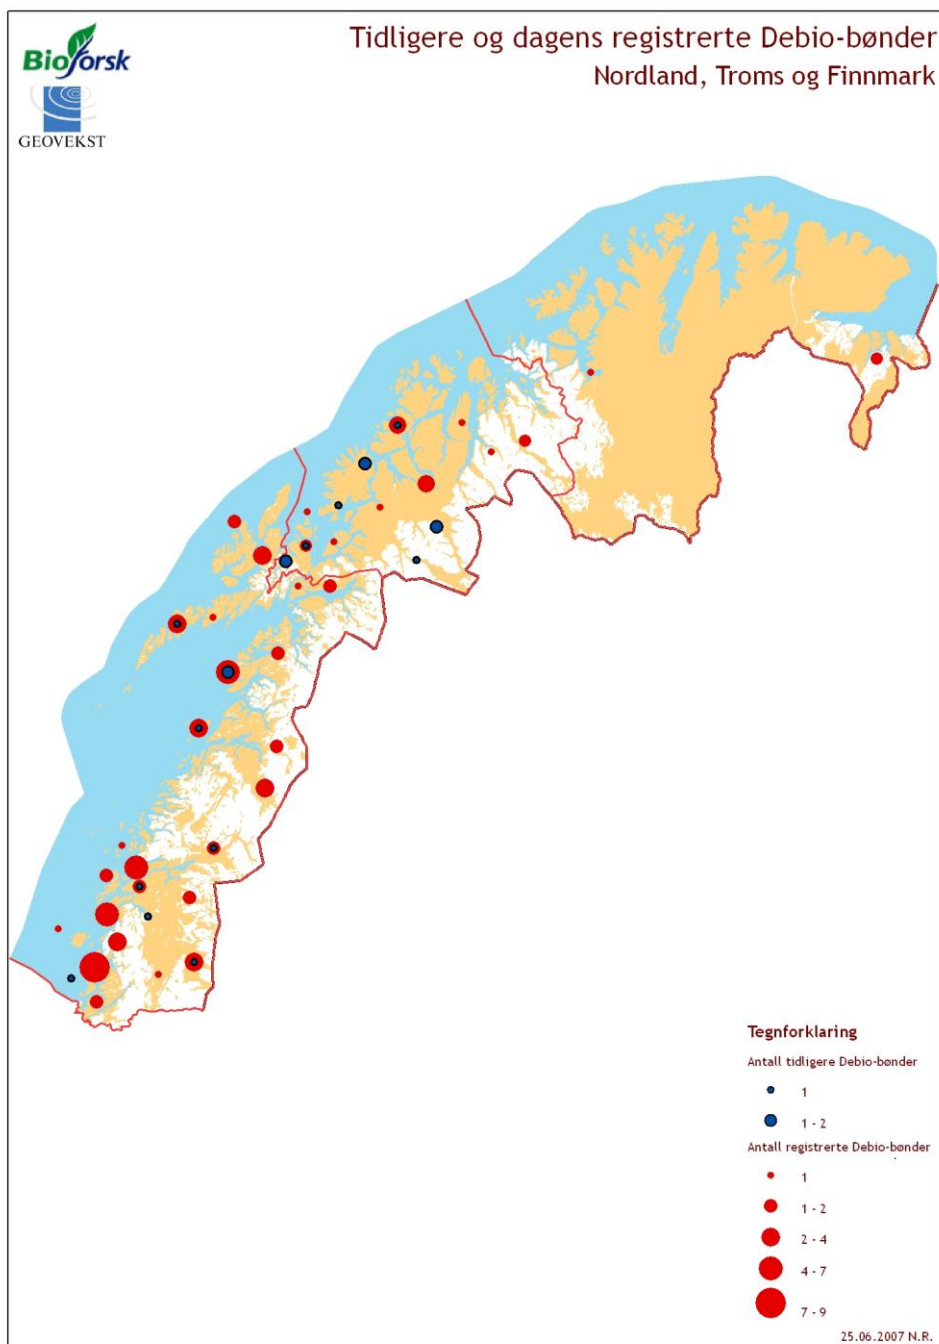 Bioforsk
GEOVEKST
Tidligere og dagens registrerte Debio-bønder
Nordland, Troms og Finnmark
Tegnforklaring
Antall tidligere Debio-bønder
1
1 - 2
Antall registrerte Debio-bønder
1
1 - 2
2 - 4
4 - 7
7 - 9
25.06.2007 N.R.